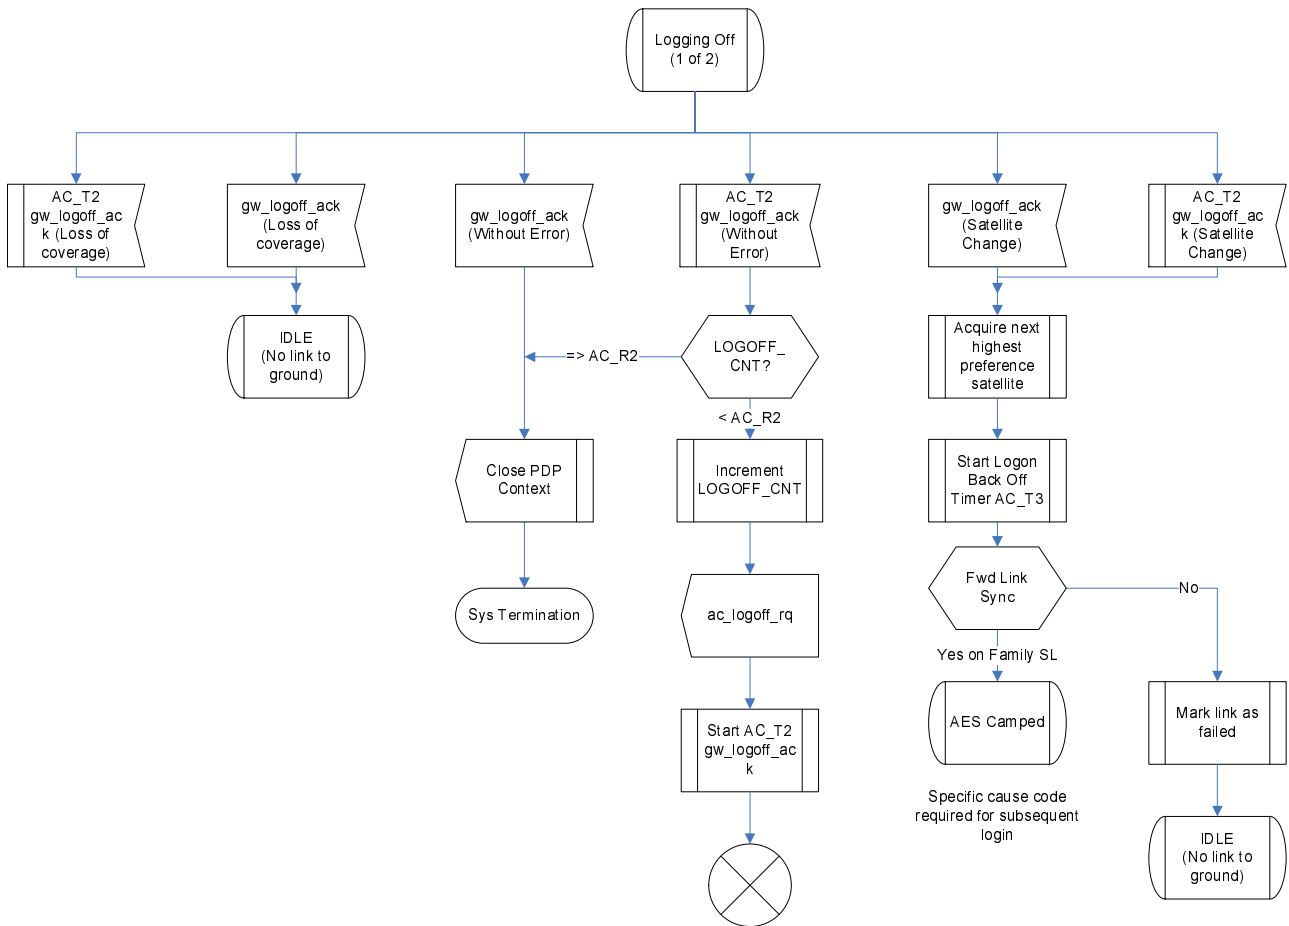 Logging Off
(1 of 2)
AC_T2
gw_logoff_ac
k (Loss of
coverage)
gw_logoff_ack
(Loss of
coverage)
gw_logoff_ack
(Without Error)
AC_T2
gw_logoff_ack
(Without
Error)
gw_logoff_ack
(Satellite
Change)
AC_T2
gw_logoff_ac
k (Satellite
Change)
IDLE
(No link to
ground)
=> AC_R2
LOGOFF_
CNT?
Acquire next
highest
preference
satellite
< AC_R2
Close PDP
Context
Increment
LOGOFF_CNT
Start Logon
Back Off
Timer AC_T3
Sys Termination
ac_logoff_rq
Fwd Link
Sync
No
Yes on Family SL
Start AC_T2
gw_logoff_ac
k
AES Camped
Mark link as
failed
Specific cause code
required for subsequent
login
IDLE
(No link to
ground)